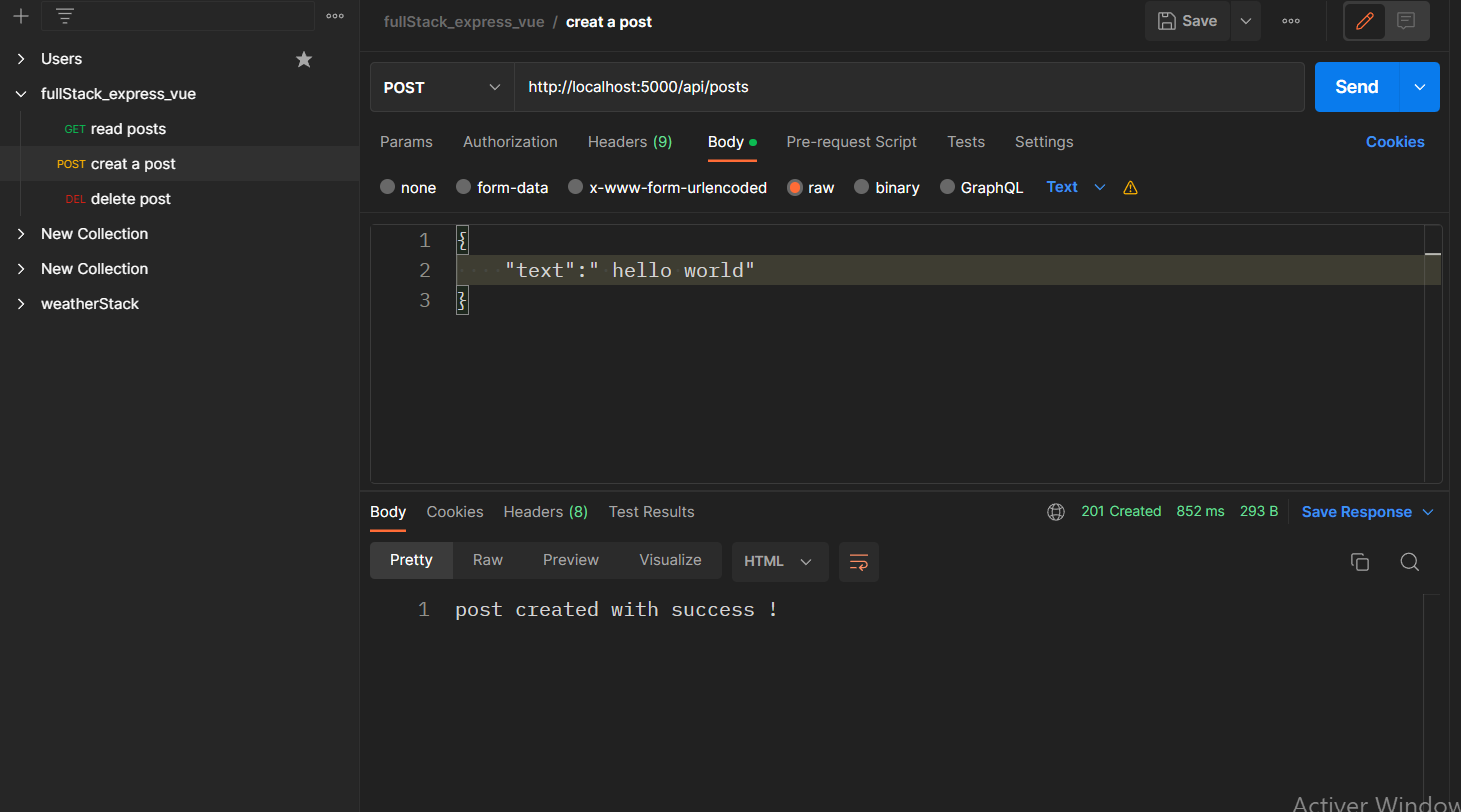 fullStack_express_vue / creat a post
Save
Users
fullStack_express_vue
GET read posts
POST creat a post
DEL delete post
New Collection
New Collection
weatherStack
POST http://localhost:5000/api/posts Send
Params Authorization Headers (9) Body Pre-request Script Tests Settings Cookies
none form-data x-www-form-urlencoded raw binary GraphQL Text
1 {
2 "text":" hello world"
3 }
Body Cookies Headers (8) Test Results 201 Created 852 ms 293 B Save Response
Pretty Raw Preview Visualize HTML
1 post created with success !
Activer Window